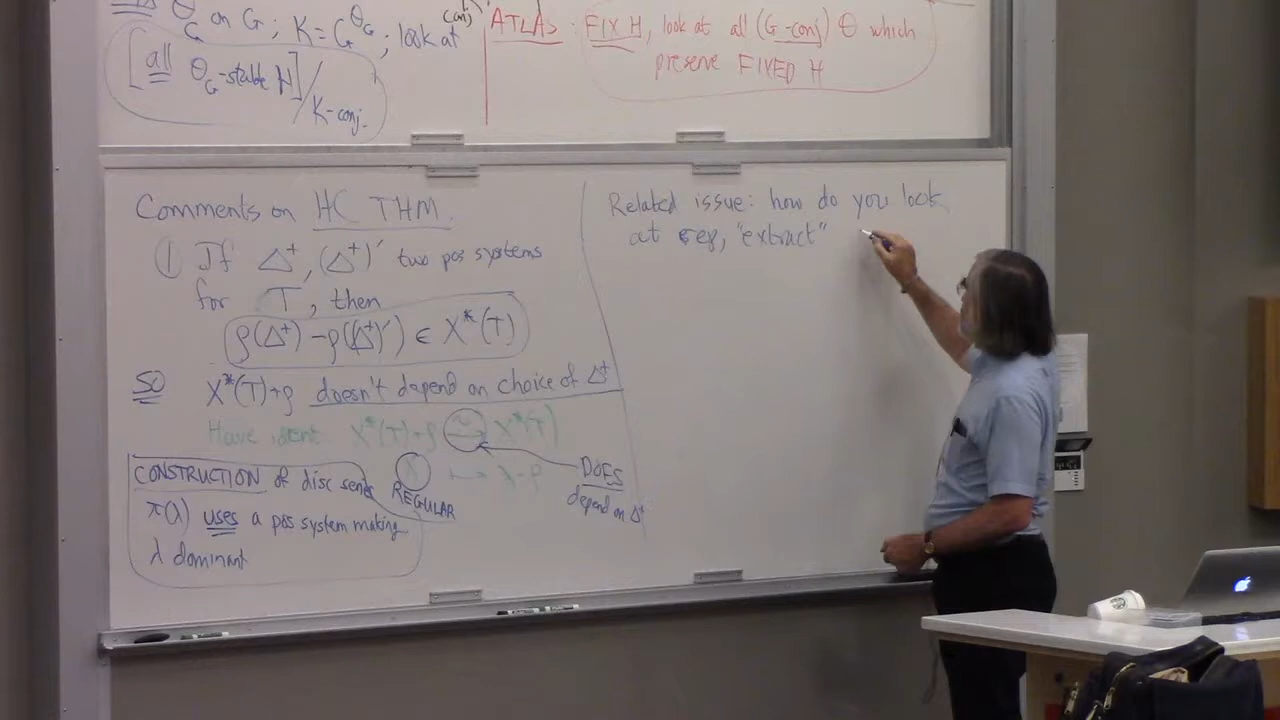 θ_G on G; K = G^{θ_G}; look at
[all θ_G-stable H]/K-conj.
(conj)
ATLAS: FIX H, look at all (G-conj) θ which
preserve FIXED H
Comments on HC THM.
① If Δ⁺, (Δ⁺)′ two pos systems
for T, then
ρ(Δ⁺) - ρ((Δ⁺)′) ∈ X*(T)
SO X*(T)+ρ doesn't depend on choice of Δ⁺
Have ident X*(T)+ρ ≃ X*(T)
λ ↦ λ-ρ
REGULAR
DOES
depend on Δ⁺
CONSTRUCTION of disc series
π(λ) uses a pos system making
λ dominant
Related issue: how do you look
at rep, "extract"